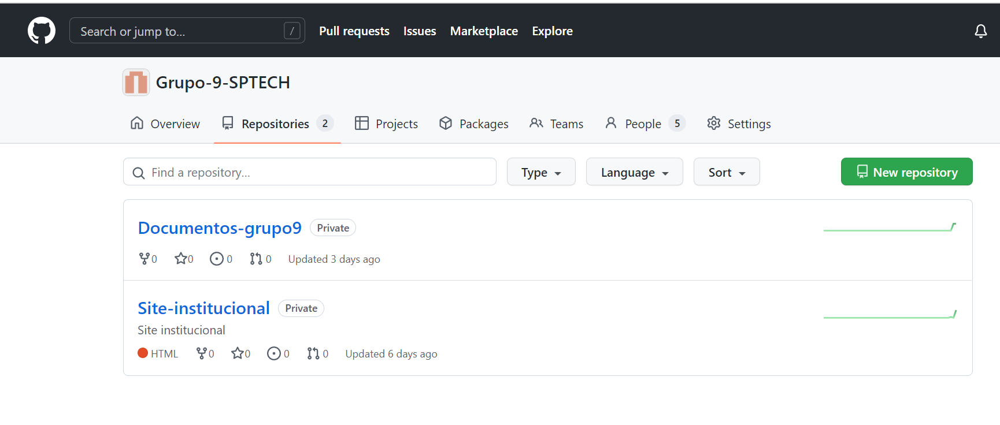 Search or jump to... / Pull requests Issues Marketplace Explore
Grupo-9-SPTECH
Overview Repositories 2 Projects Packages Teams People 5 Settings
Find a repository... Type Language Sort New repository
Documentos-grupo9 Private
0 0 0 0 Updated 3 days ago
Site-institucional Private
Site institucional
HTML 0 0 0 0 Updated 6 days ago